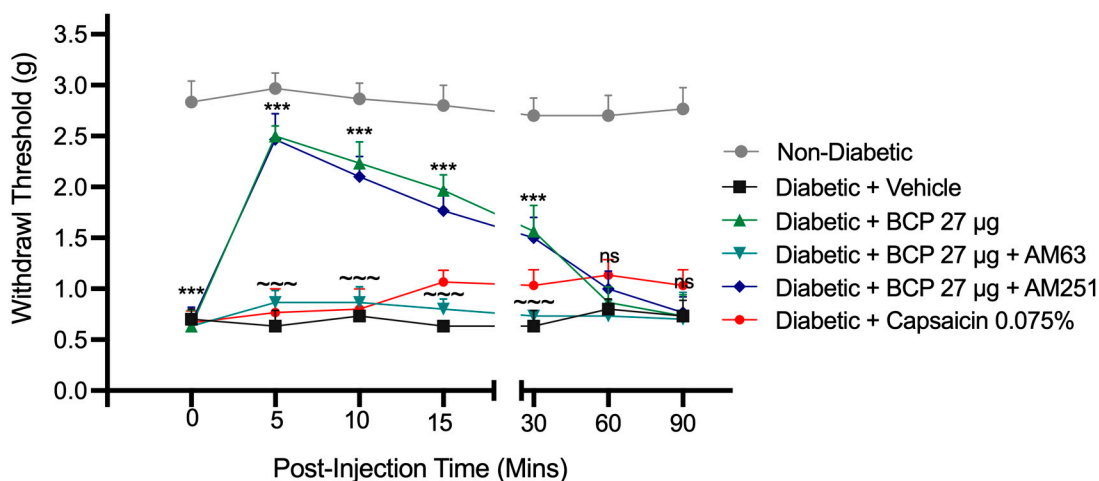 Withdrawl Threshold (g)
3.5
3.0
2.5
2.0
1.5
1.0
0.5
0.0
***
***
***
***
***
~~~
~~~
~~~
~~~
ns
ns
0
5
10
15
30
60
90
Post-Injection Time (Mins)
Non-Diabetic
Diabetic + Vehicle
Diabetic + BCP 27 μg
Diabetic + BCP 27 μg + AM63
Diabetic + BCP 27 μg + AM251
Diabetic + Capsaicin 0.075%